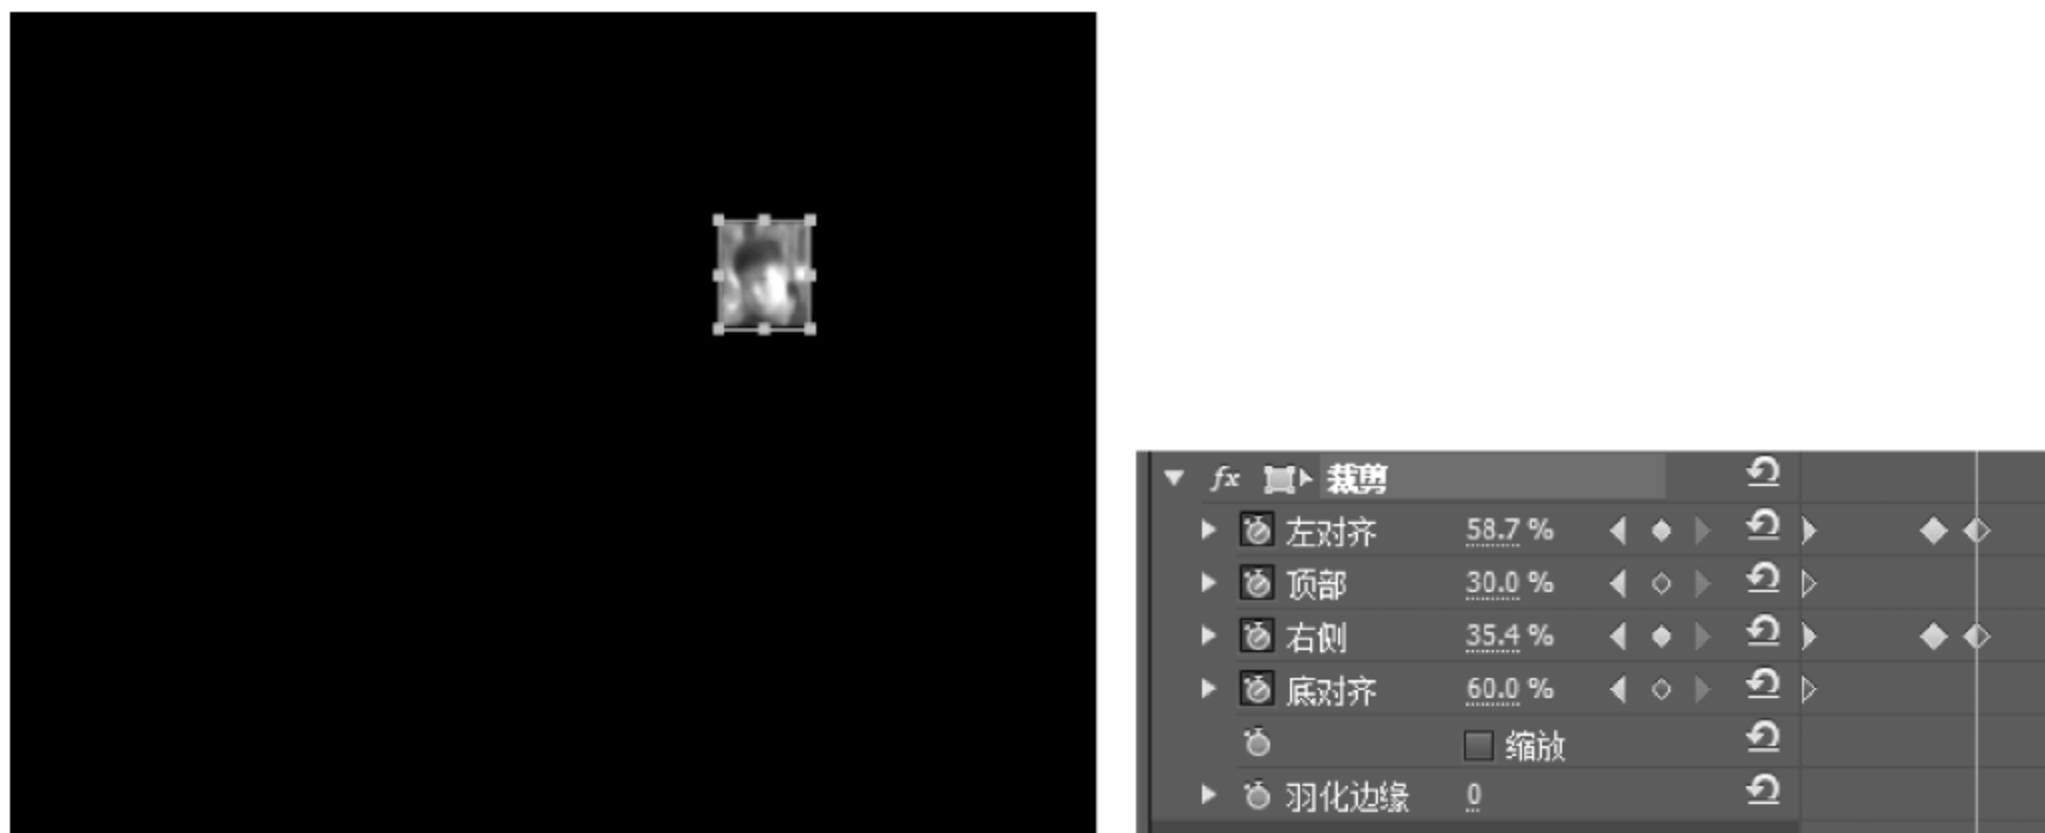 fx 裁剪
左对齐 58.7 %
顶部 30.0 %
右侧 35.4 %
底对齐 60.0 %
缩放
羽化边缘 0